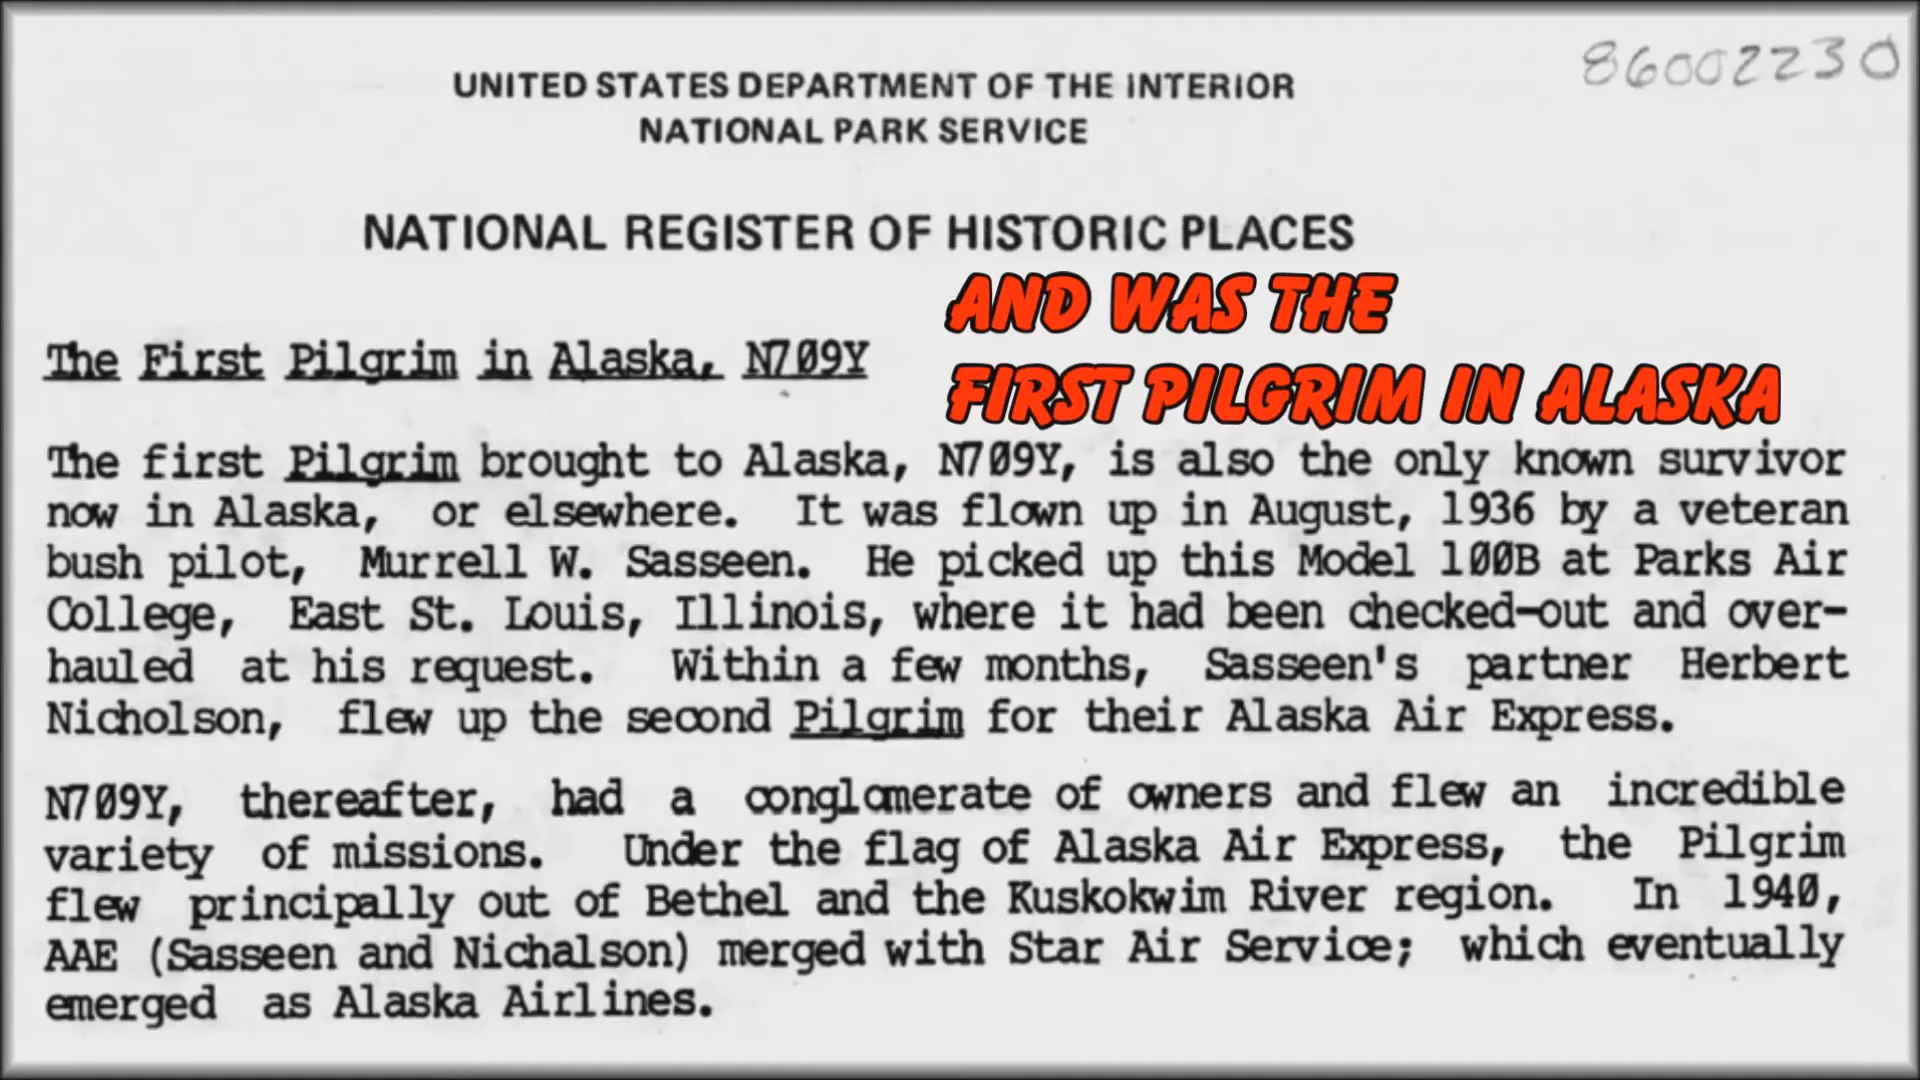 86002230
UNITED STATES DEPARTMENT OF THE INTERIOR
NATIONAL PARK SERVICE
NATIONAL REGISTER OF HISTORIC PLACES
AND WAS THE
FIRST PILGRIM IN ALASKA
The First Pilgrim in Alaska, N709Y
The first Pilgrim brought to Alaska, N709Y, is also the only known survivor
now in Alaska, or elsewhere. It was flown up in August, 1936 by a veteran
bush pilot, Murrell W. Sasseen. He picked up this Model 100B at Parks Air
College, East St. Louis, Illinois, where it had been checked-out and over-
hauled at his request. Within a few months, Sasseen's partner Herbert
Nicholson, flew up the second Pilgrim for their Alaska Air Express.
N709Y, thereafter, had a conglomerate of owners and flew an incredible
variety of missions. Under the flag of Alaska Air Express, the Pilgrim
flew principally out of Bethel and the Kuskokwim River region. In 1940,
AAE (Sasseen and Nichalson) merged with Star Air Service; which eventually
emerged as Alaska Airlines.